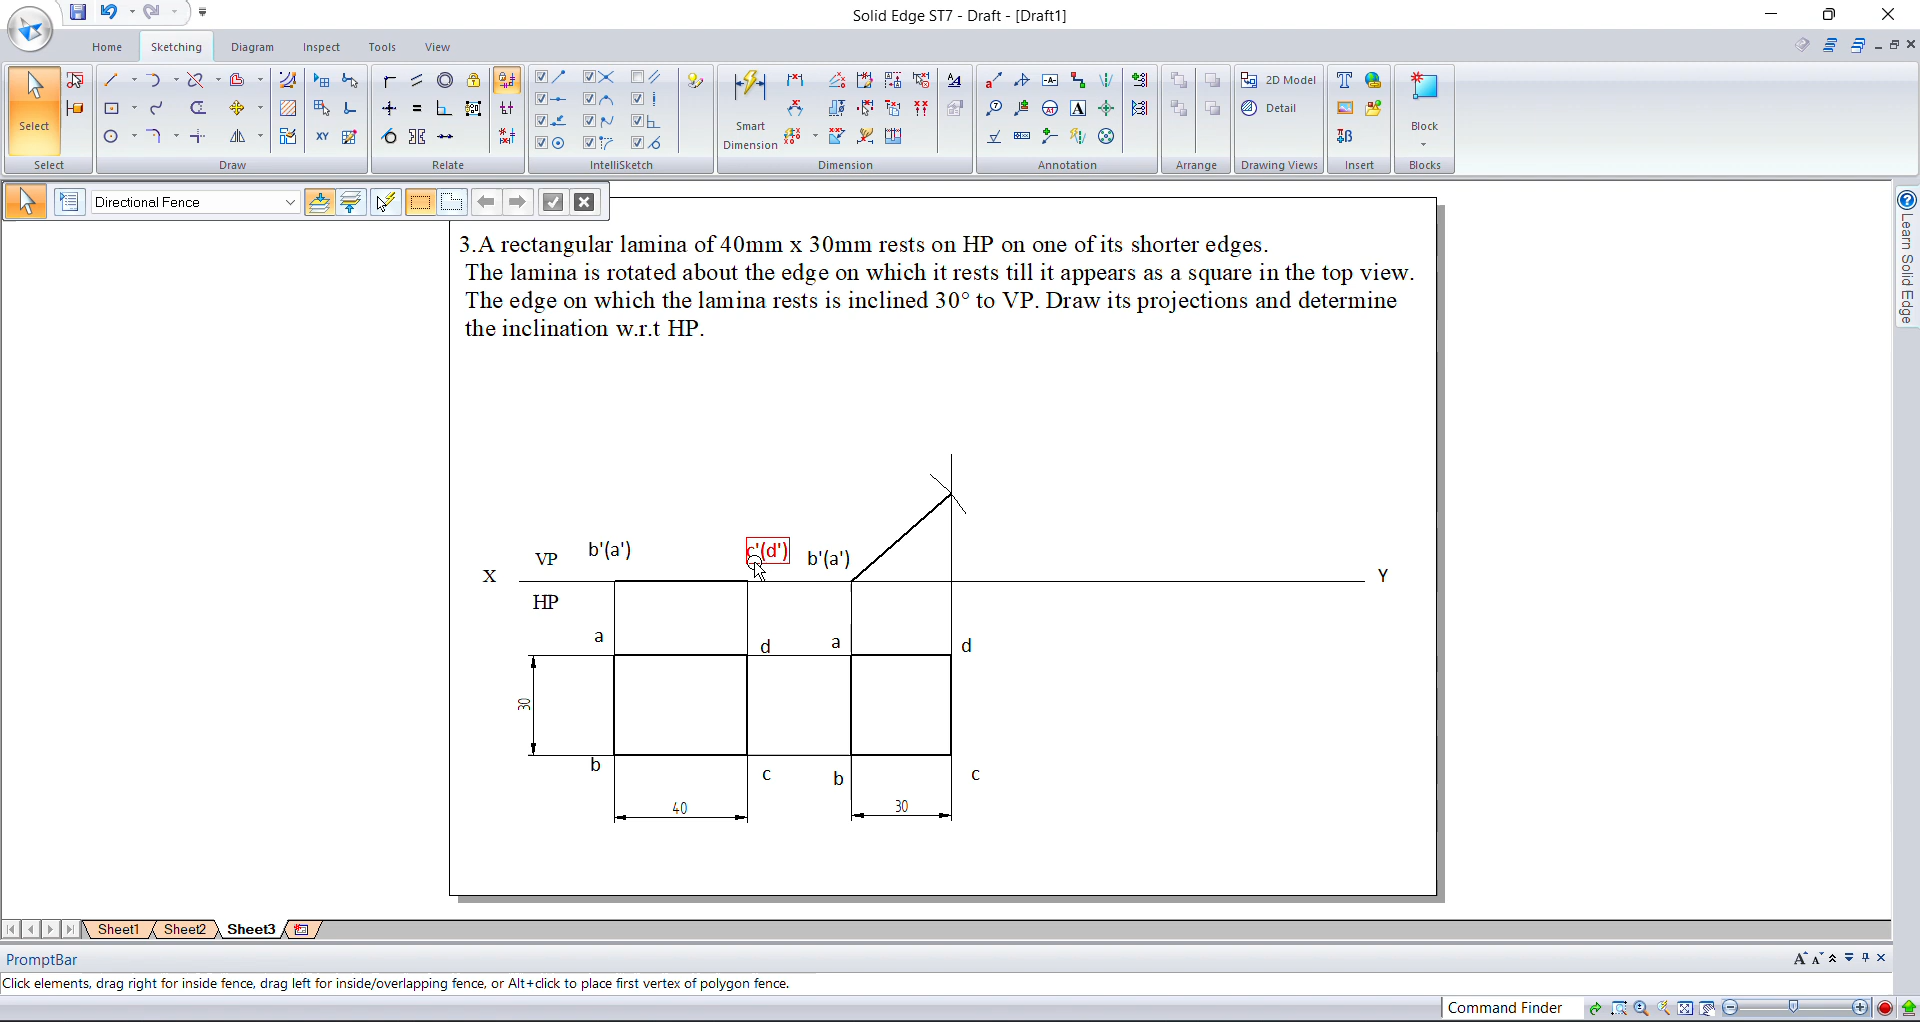 Solid Edge ST7 - Draft - [Draft1]
Home Sketching Diagram Inspect Tools View
Select
Smart
Dimension
2D Model
Detail
Block
Select Draw Relate IntelliSketch Dimension Annotation Arrange Drawing Views Insert Blocks
Directional Fence
Learn Solid Edge
3.A rectangular lamina of 40mm x 30mm rests on HP on one of its shorter edges.
The lamina is rotated about the edge on which it rests till it appears as a square in the top view.
The edge on which the lamina rests is inclined 30° to VP. Draw its projections and determine
the inclination w.r.t HP.
VP b'(a') c'(d') b'(a')
X Y
HP
a d a d
30
b c b c
40 30
Sheet1 Sheet2 Sheet3
PromptBar
Click elements, drag right for inside fence, drag left for inside/overlapping fence, or Alt+click to place first vertex of polygon fence.
Command Finder